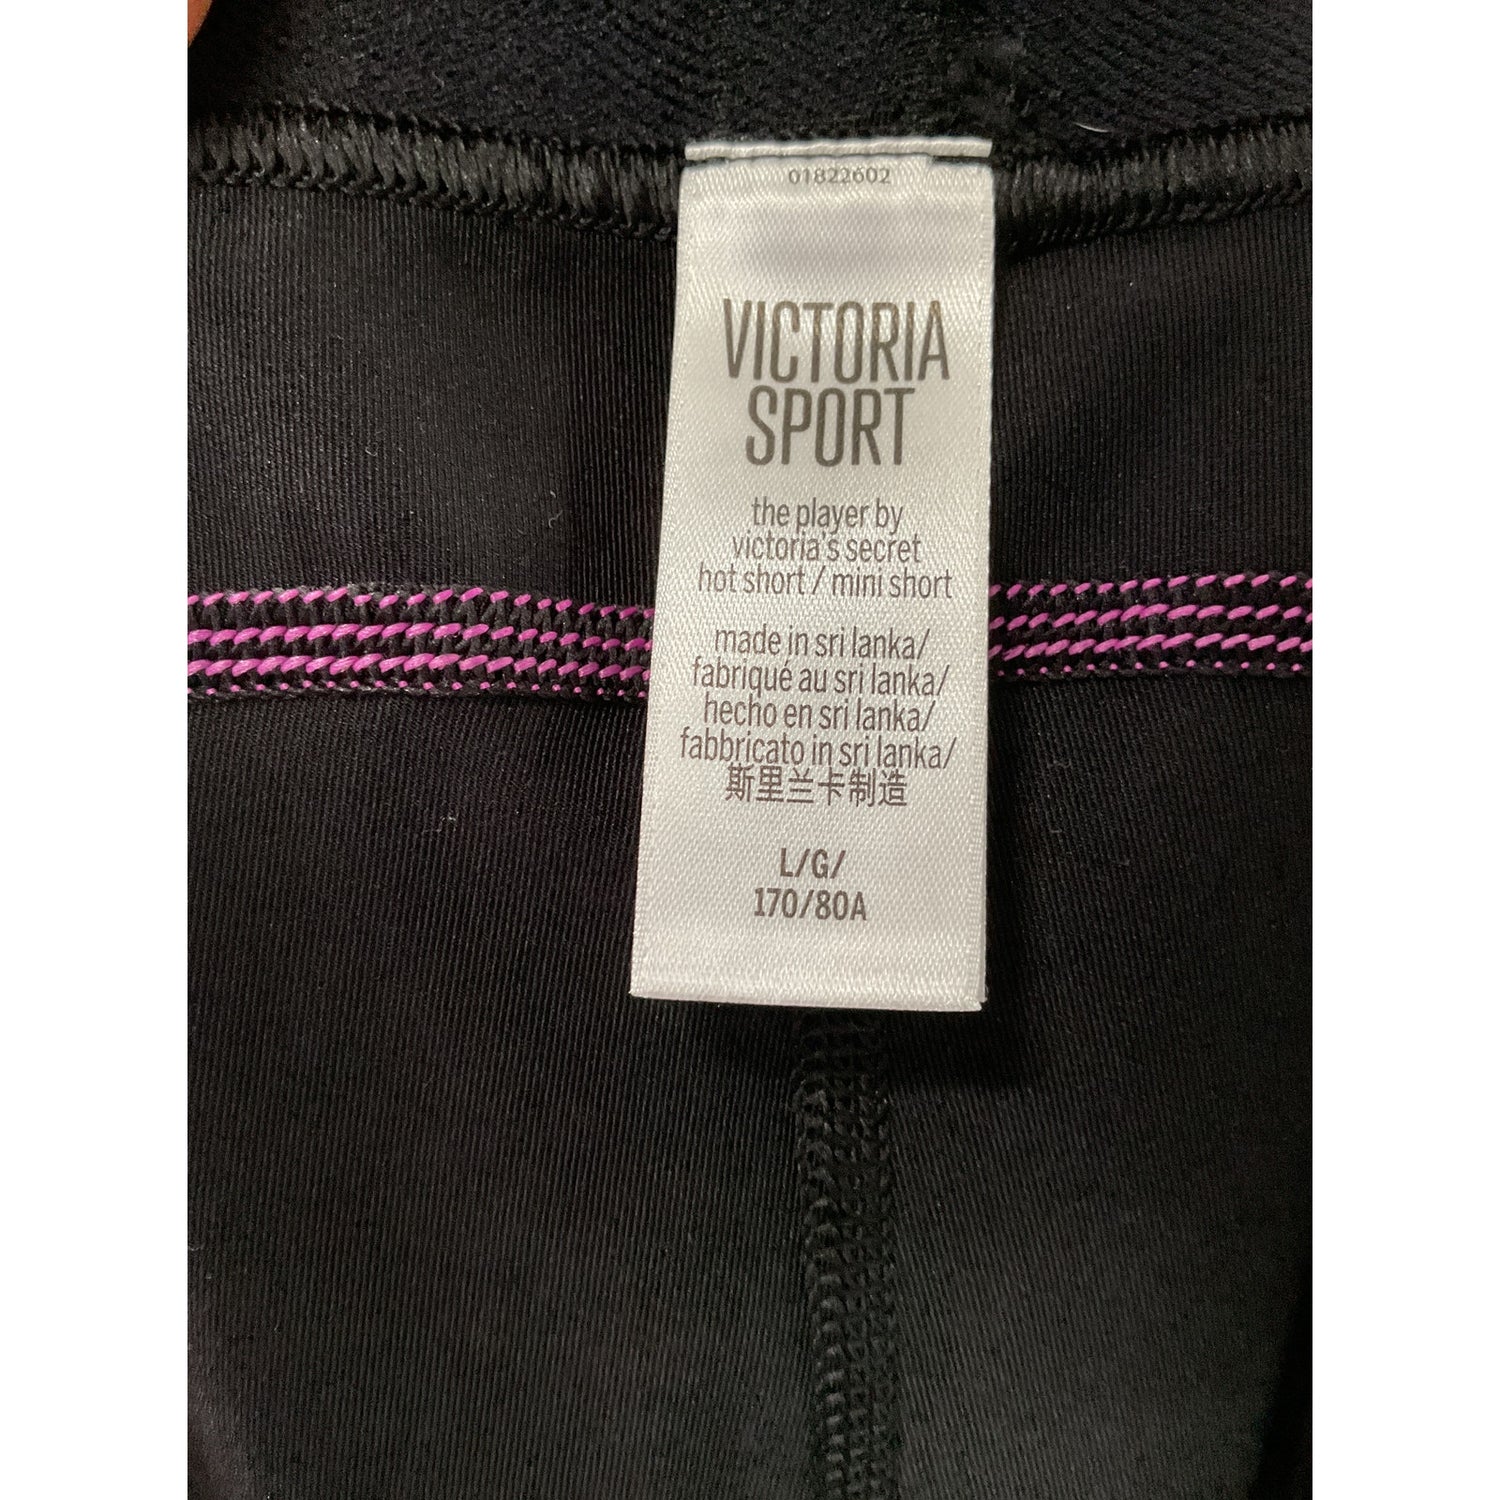 01822602
VICTORIA
SPORT
the player by
victoria's secret
hot short / mini short
made in sri lanka/
fabriqué au sri lanka/
hecho en sri lanka/
fabbricato in sri lanka/
斯里兰卡制造
L/G/
170/80A